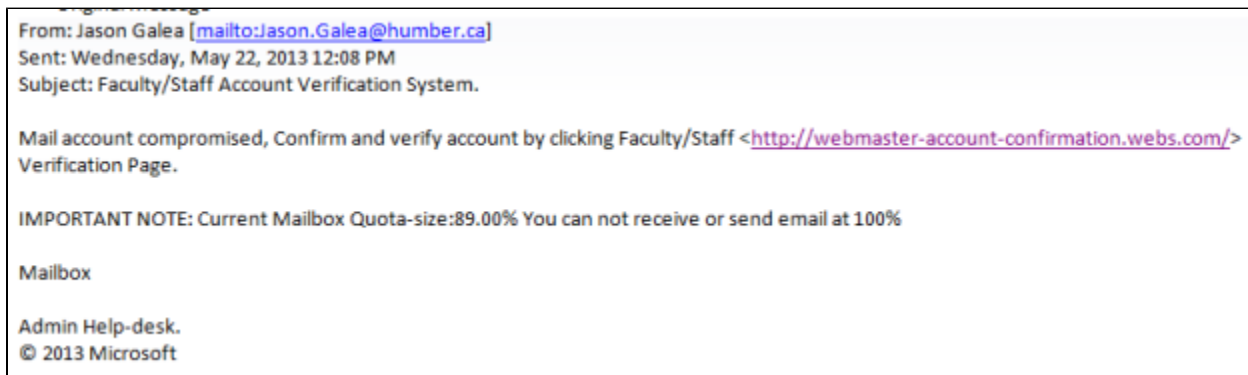 From: Jason Galea [mailto:Jason.Galea@humber.ca]
Sent: Wednesday, May 22, 2013 12:08 PM
Subject: Faculty/Staff Account Verification System.
Mail account compromised, Confirm and verify account by clicking Faculty/Staff <http://webmaster-account-confirmation.webs.com/>
Verification Page.
IMPORTANT NOTE: Current Mailbox Quota-size:89.00% You can not receive or send email at 100%
Mailbox
Admin Help-desk.
© 2013 Microsoft